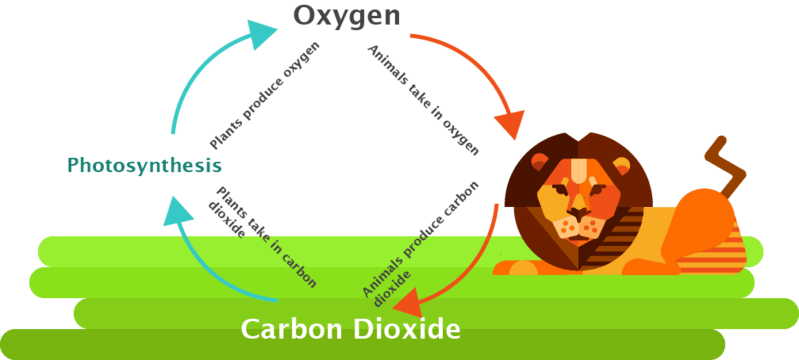 Oxygen
Plants produce oxygen
Animals take in oxygen
Photosynthesis
Plants take in carbon
dioxide
Animals produce carbon
dioxide
Carbon Dioxide